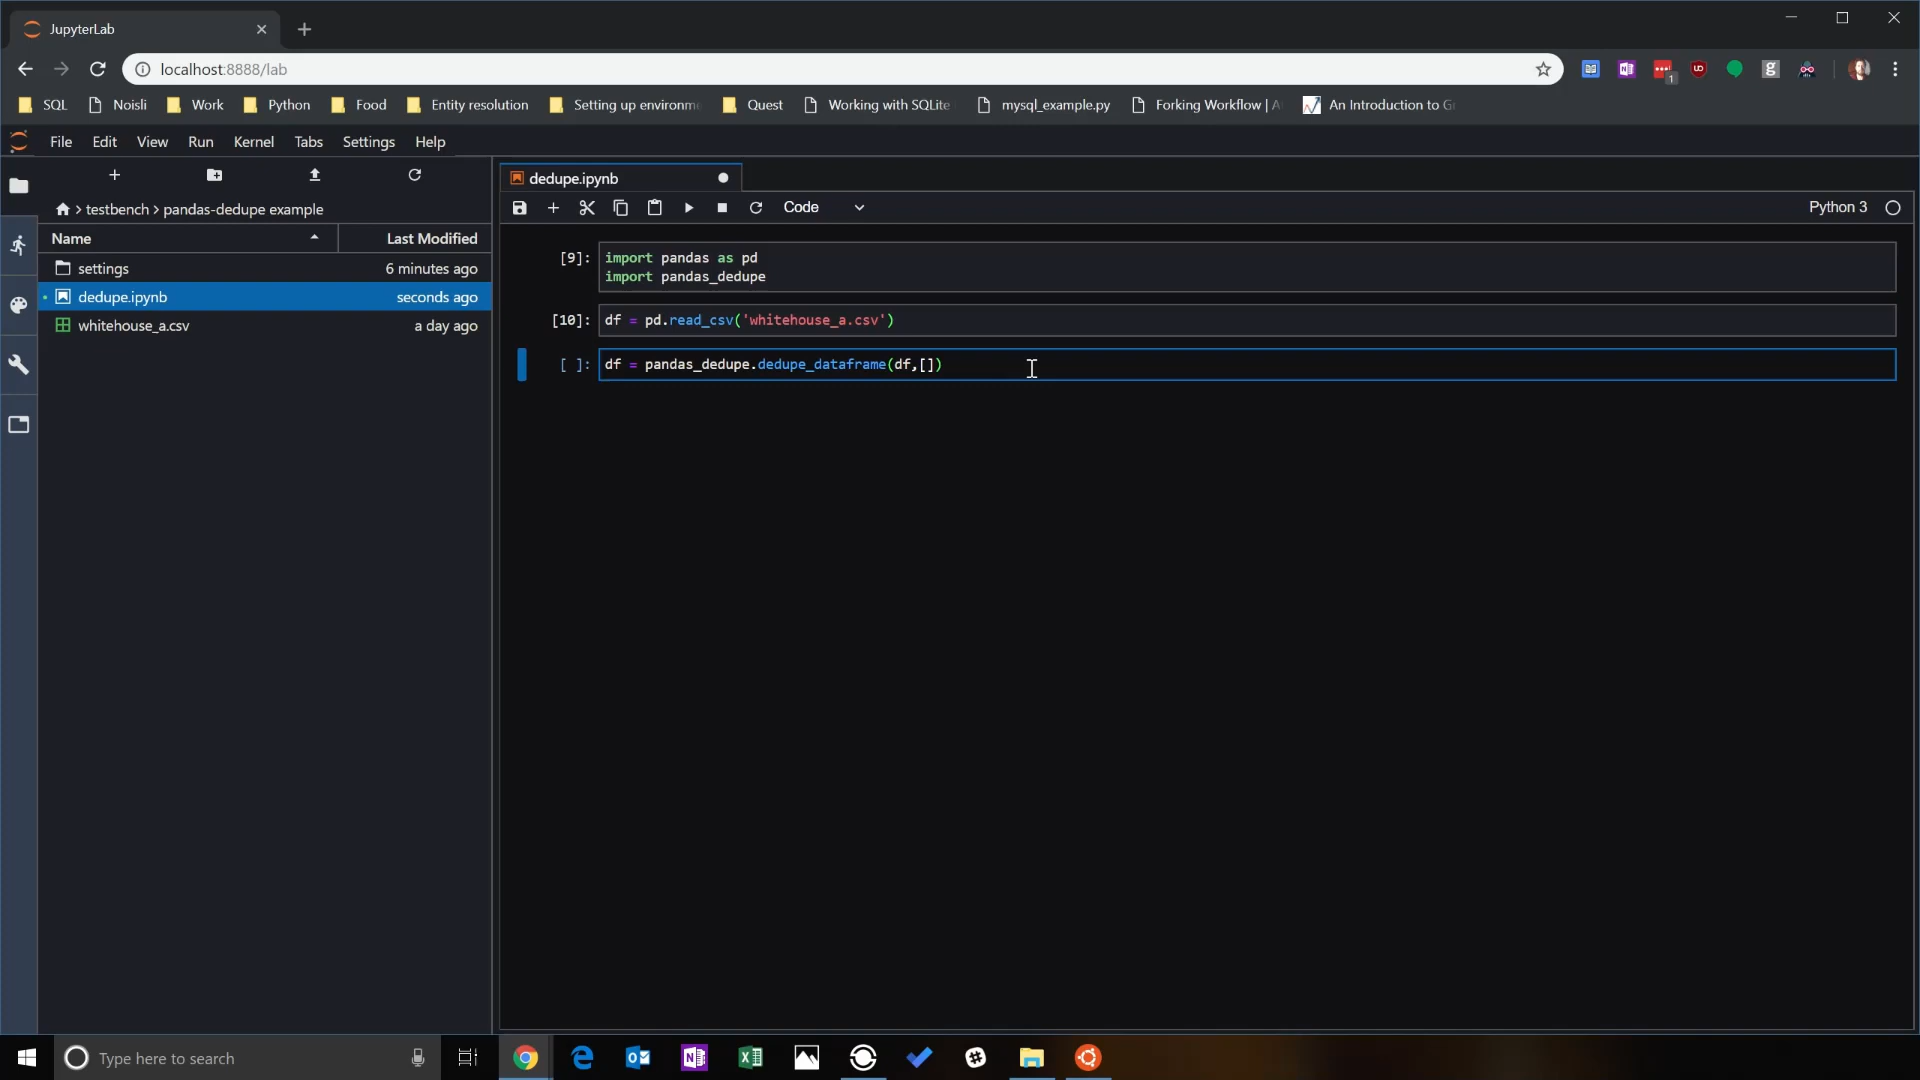 JupyterLab
localhost:8888/lab
1
SQL Noisli Work Python Food Entity resolution Setting up environm Quest Working with SQLite mysql_example.py Forking Workflow | A An Introduction to G
File Edit View Run Kernel Tabs Settings Help
dedupe.ipynb
Code
Python 3
> testbench > pandas-dedupe example
Name Last Modified
settings 6 minutes ago
dedupe.ipynb seconds ago
whitehouse_a.csv a day ago
[9]: import pandas as pd
import pandas_dedupe
[10]: df = pd.read_csv('whitehouse_a.csv')
[ ]: df = pandas_dedupe.dedupe_dataframe(df,[])
Type here to search